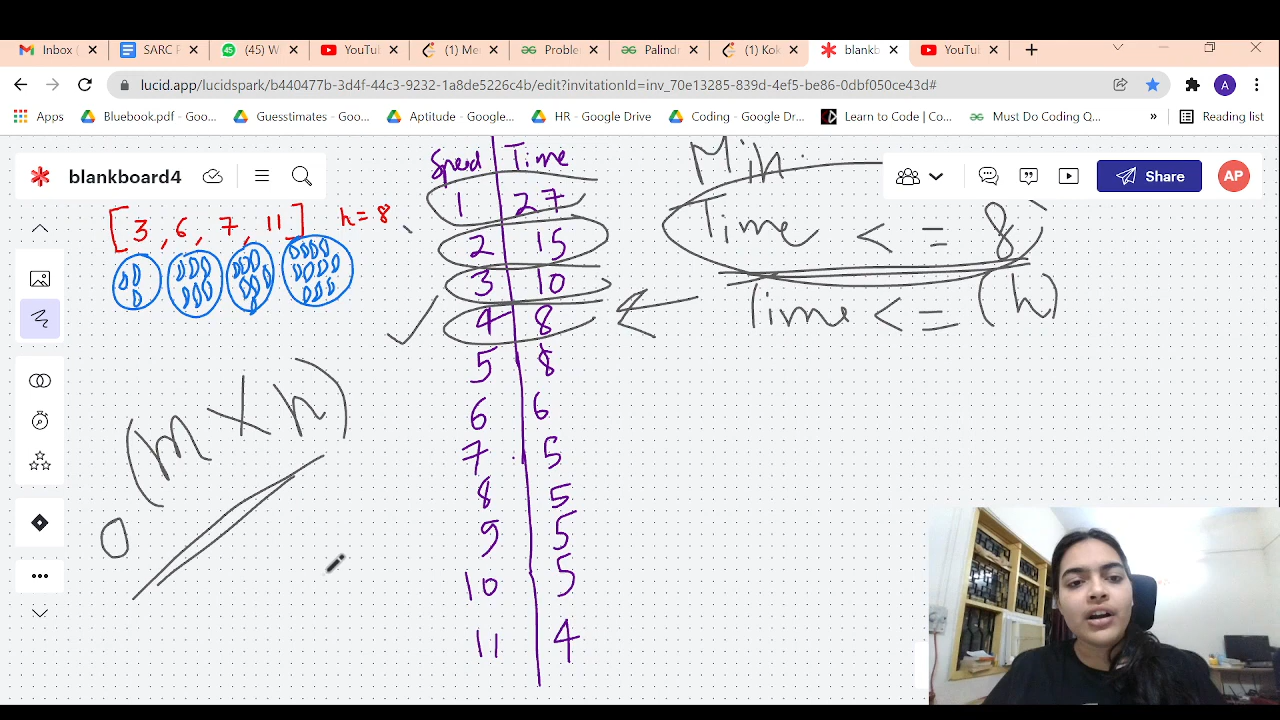 Inbox (
SARC F
(45) W
YouTu
(1) Me
Proble
Palindr
(1) Kok
blankb
YouTu
lucid.app/lucidspark/b440477b-3d4f-44c3-9232-1a8de5226c4b/edit?invitationId=inv_70e13285-839d-4ef5-be86-0dbf050ce43d#
A
Apps
Bluebook.pdf - Goo...
Guesstimates - Goo...
Aptitude - Google...
HR - Google Drive
Coding - Google Dr...
Learn to Code | Co...
Must Do Coding Q...
»
Reading list
blankboard4
Share
AP
[3, 6, 7, 11] h=8
Speed Time
1 27
2 15
3 10
4 8
5 8
6 6
7 5
8 5
9 5
10 5
11 4
Min
Time <= 8
Time <= (h)
O(m x n)